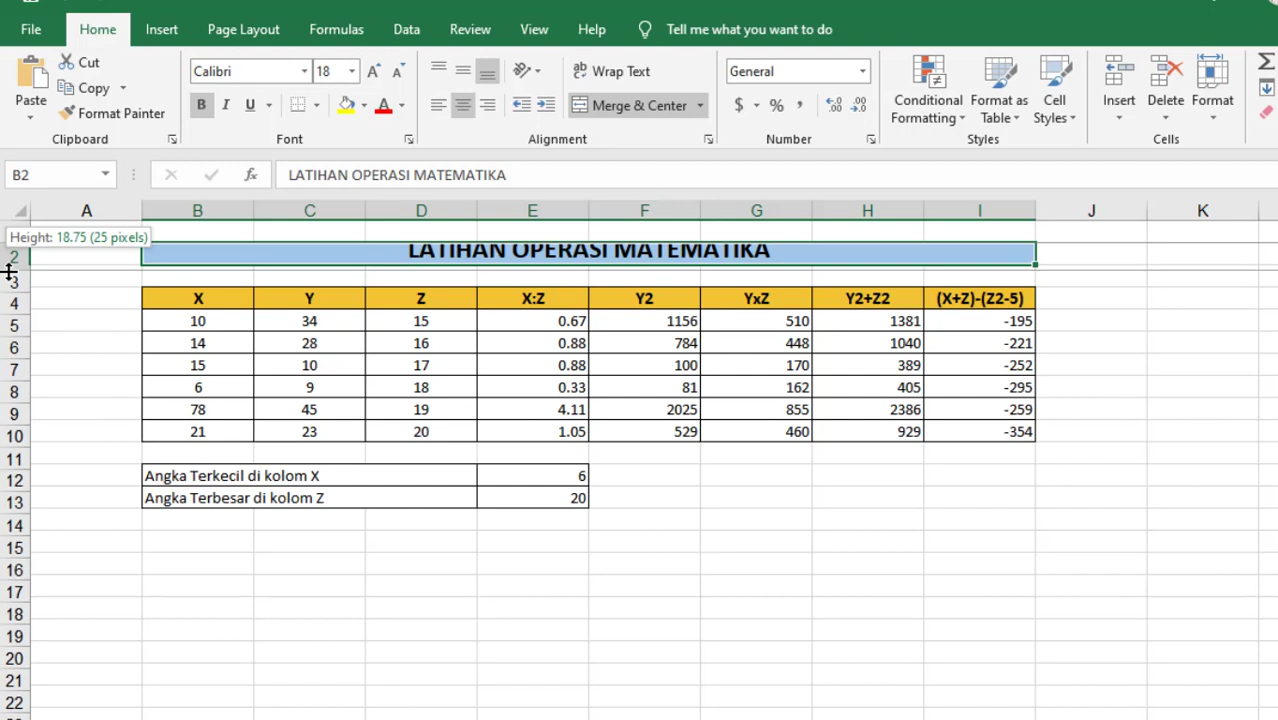 File Home Insert Page Layout Formulas Data Review View Help Tell me what you want to do
Paste Cut Copy Format Painter Clipboard
Calibri 18 A A B I U A Font
ab Wrap Text Merge & Center Alignment
General $ % , Number
Conditional Formatting Format as Table Cell Styles Styles
Insert Delete Format Cells
B2 fx LATIHAN OPERASI MATEMATIKA
A B C D E F G H I J K
Height: 18.75 (25 pixels)
2 LATIHAN OPERASI MATEMATIKA
3
4 X Y Z X:Z Y2 YxZ Y2+Z2 (X+Z)-(Z2-5)
5 10 34 15 0.67 1156 510 1381 -195
6 14 28 16 0.88 784 448 1040 -221
7 15 10 17 0.88 100 170 389 -252
8 6 9 18 0.33 81 162 405 -295
9 78 45 19 4.11 2025 855 2386 -259
10 21 23 20 1.05 529 460 929 -354
11
12 Angka Terkecil di kolom X 6
13 Angka Terbesar di kolom Z 20
14
15
16
17
18
19
20
21
22